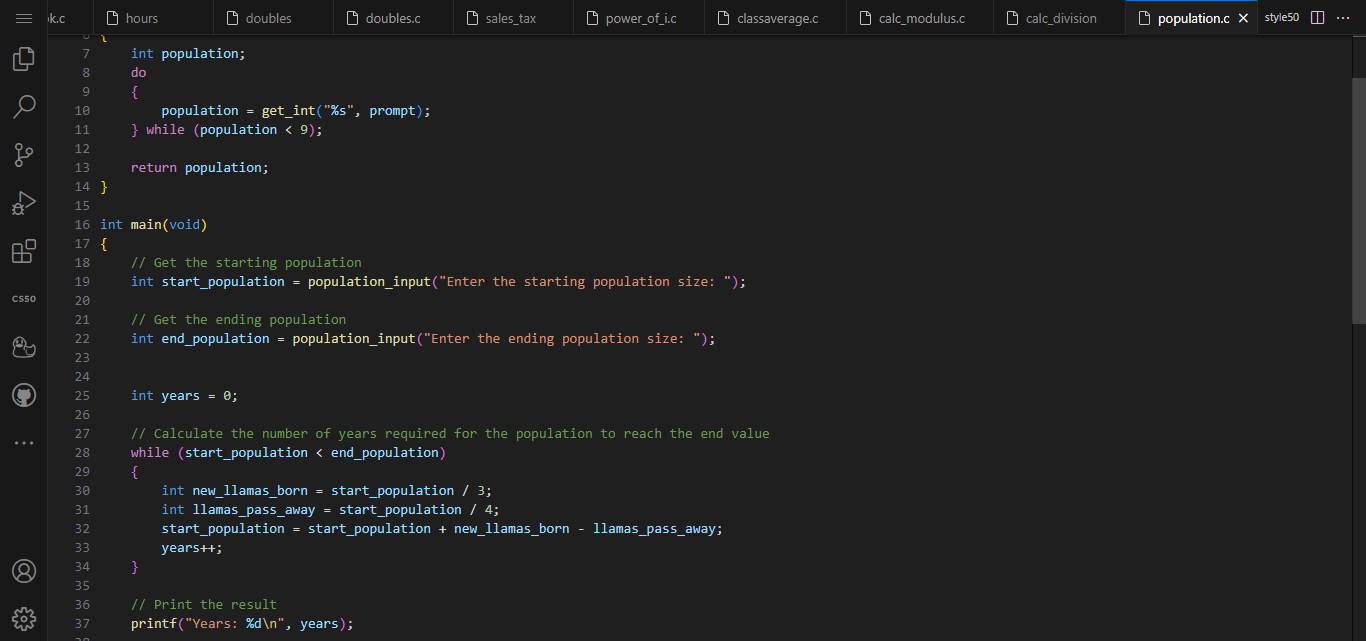 k.c hours doubles doubles.c sales_tax power_of_i.c classaverage.c calc_modulus.c calc_division population.c style50
{
7 int population;
8 do
9 {
10 population = get_int("%s", prompt);
11 } while (population < 9);
12
13 return population;
14 }
15
16 int main(void)
17 {
18 // Get the starting population
19 int start_population = population_input("Enter the starting population size: ");
20
21 // Get the ending population
22 int end_population = population_input("Enter the ending population size: ");
23
24
25 int years = 0;
26
27 // Calculate the number of years required for the population to reach the end value
28 while (start_population < end_population)
29 {
30 int new_llamas_born = start_population / 3;
31 int llamas_pass_away = start_population / 4;
32 start_population = start_population + new_llamas_born - llamas_pass_away;
33 years++;
34 }
35
36 // Print the result
37 printf("Years: %d\n", years);
CS50